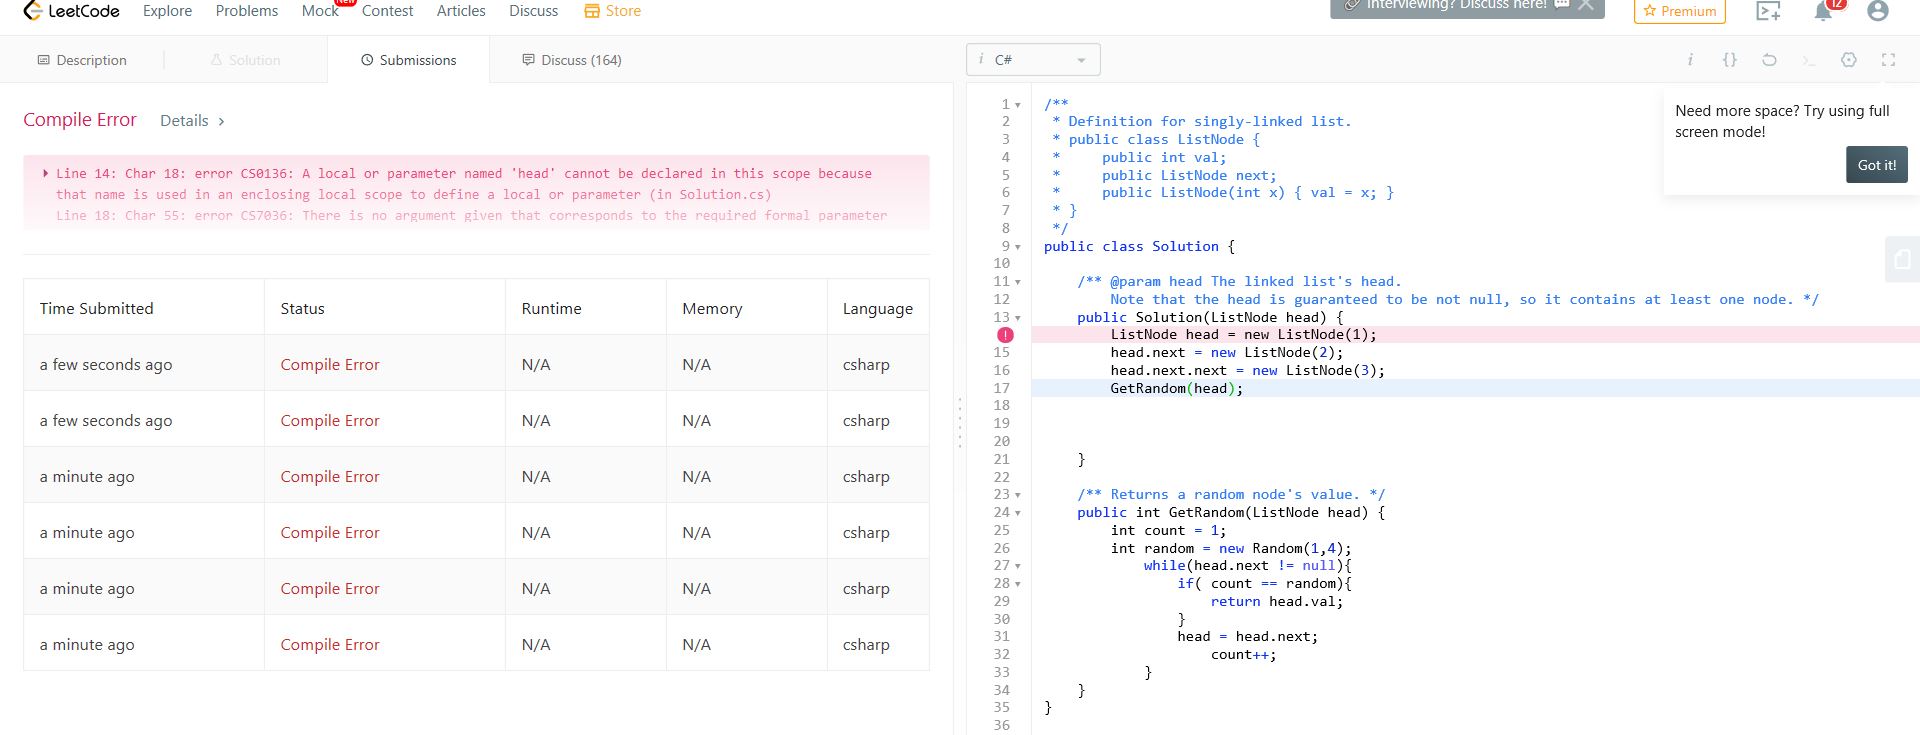 LeetCode Explore Problems Mock New Contest Articles Discuss Store Interviewing? Discuss here! Premium 12
Description Solution Submissions Discuss (164) i C# i {}
Compile Error Details >
Line 14: Char 18: error CS0136: A local or parameter named 'head' cannot be declared in this scope because
that name is used in an enclosing local scope to define a local or parameter (in Solution.cs)
Line 18: Char 55: error CS7036: There is no argument given that corresponds to the required formal parameter
Time Submitted Status Runtime Memory Language
a few seconds ago Compile Error N/A N/A csharp
a few seconds ago Compile Error N/A N/A csharp
a minute ago Compile Error N/A N/A csharp
a minute ago Compile Error N/A N/A csharp
a minute ago Compile Error N/A N/A csharp
a minute ago Compile Error N/A N/A csharp
Need more space? Try using full
screen mode!
Got it!
1 /**
2 * Definition for singly-linked list.
3 * public class ListNode {
4 *     public int val;
5 *     public ListNode next;
6 *     public ListNode(int x) { val = x; }
7 * }
8 */
9 public class Solution {
10
11     /** @param head The linked list's head.
12         Note that the head is guaranteed to be not null, so it contains at least one node. */
13     public Solution(ListNode head) {
!         ListNode head = new ListNode(1);
15         head.next = new ListNode(2);
16         head.next.next = new ListNode(3);
17         GetRandom(head);
18
19
20
21     }
22
23     /** Returns a random node's value. */
24     public int GetRandom(ListNode head) {
25         int count = 1;
26         int random = new Random(1,4);
27             while(head.next != null){
28                 if( count == random){
29                     return head.val;
30                 }
31                 head = head.next;
32                     count++;
33             }
34     }
35 }
36